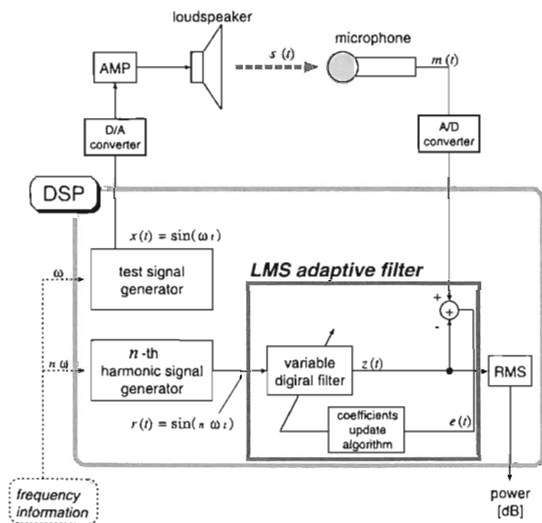 loudspeaker
microphone
s (t)
m (t)
AMP
D/A
converter
A/D
converter
DSP
x(t) = sin(ω t)
ω
test signal
generator
LMS adaptive filter
+
+
-
n ω
n-th
harmonic signal
generator
variable
digiral filter
z(t)
RMS
r(t) = sin(n ω t)
coefficients
update
algorithm
e(t)
frequency
information
power
[dB]